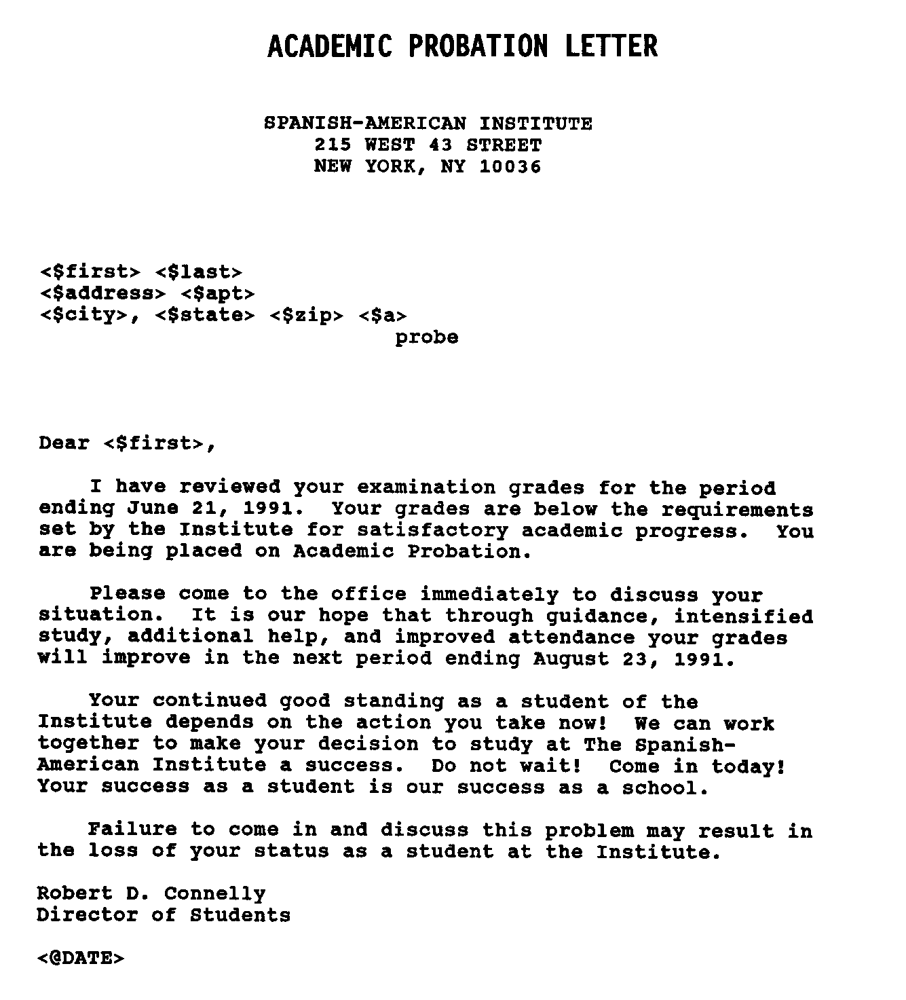 ACADEMIC PROBATION LETTER
SPANISH-AMERICAN INSTITUTE
215 WEST 43 STREET
NEW YORK, NY 10036
<$first> <$last>
<$address> <$apt>
<$city>, <$state> <$zip> <$a>
probe
Dear <$first>,
I have reviewed your examination grades for the period
ending June 21, 1991. Your grades are below the requirements
set by the Institute for satisfactory academic progress. You
are being placed on Academic Probation.
Please come to the office immediately to discuss your
situation. It is our hope that through guidance, intensified
study, additional help, and improved attendance your grades
will improve in the next period ending August 23, 1991.
Your continued good standing as a student of the
Institute depends on the action you take now! We can work
together to make your decision to study at The Spanish-
American Institute a success. Do not wait! Come in today!
Your success as a student is our success as a school.
Failure to come in and discuss this problem may result in
the loss of your status as a student at the Institute.
Robert D. Connelly
Director of Students
<@DATE>